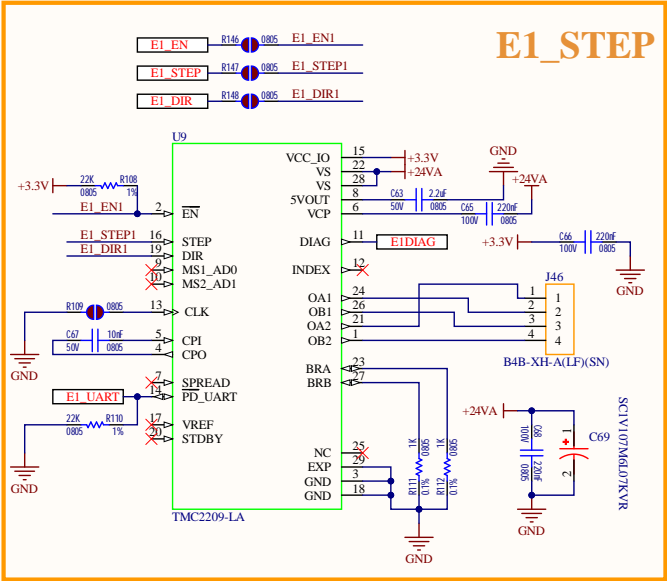 E1_STEP
E1_EN R146 0805 E1_EN1
E1_STEP R147 0805 E1_STEP1
E1_DIR R148 0805 E1_DIR1
U9
VCC_IO 15 +3.3V
VS 22 +24VA
VS 28
5VOUT 8
VCP 6
C63 2.2uF
50V 0805
C65 220nF
100V 0805
GND
+24VA
+3.3V 22K R108
0805 1%
E1_EN1 2 EN
E1_STEP1 16 STEP
E1_DIR1 19 DIR
9 MS1_AD0
10 MS2_AD1
DIAG 11 E1DIAG
INDEX 12
+3.3V C66 220nF
100V 0805
GND
R109 0805 13 CLK
C67 10nF
50V 0805
5 CPI
4 CPO
GND
OA1 24
OB1 26
OA2 21
OB2 1
J46
1 1
2 2
3 3
4 4
B4B-XH-A(LF)(SN)
7 SPREAD
E1_UART 14 PD_UART
22K R110
0805 1%
17 VREF
20 STDBY
GND
BRA 23
BRB 27
NC 25
EXP 29
GND 3
GND 18
R111 0.1%
1K 0805
R112 0.1%
1K 0805
GND
+24VA
C68 220nF
100V 0805
1
+
2
C69
SC1V107M6L07KVR
GND
TMC2209-LA